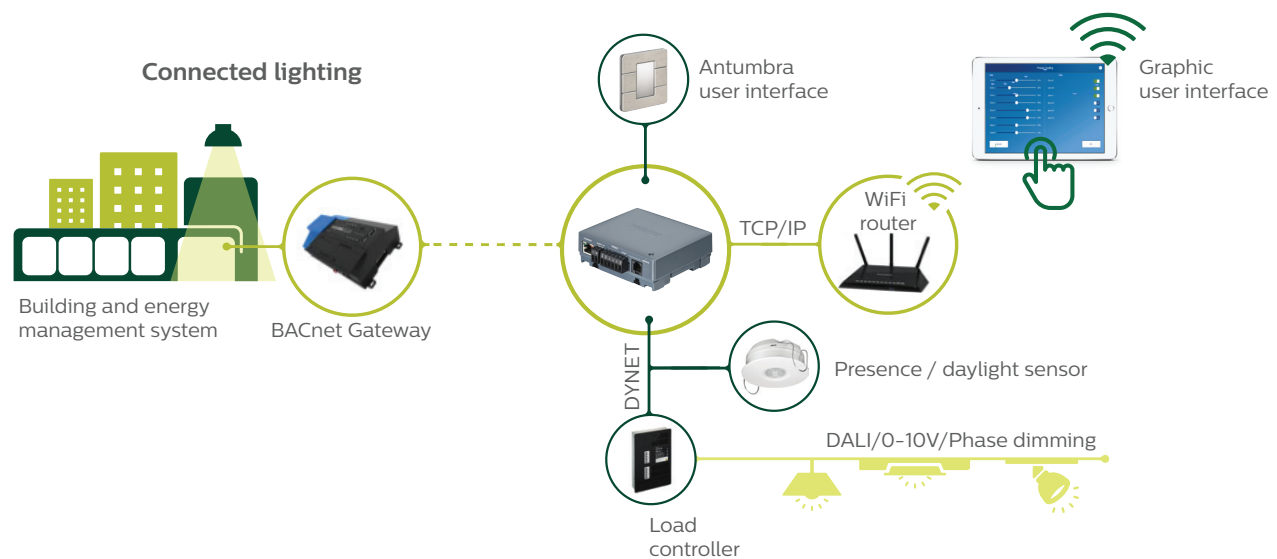 Connected lighting
Antumbra
user interface
Graphic
user interface
WiFi
router
TCP/IP
Building and energy
management system
BACnet Gateway
DYNET
Presence / daylight sensor
DALI/0-10V/Phase dimming
Load
controller